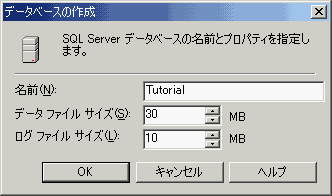 データベースの作成
SQL Server データベースの名前とプロパティを指定し
ます。
名前(N): Tutorial
データ ファイル サイズ(S): 30 MB
ログ ファイル サイズ(L): 10 MB
OK キャンセル ヘルプ